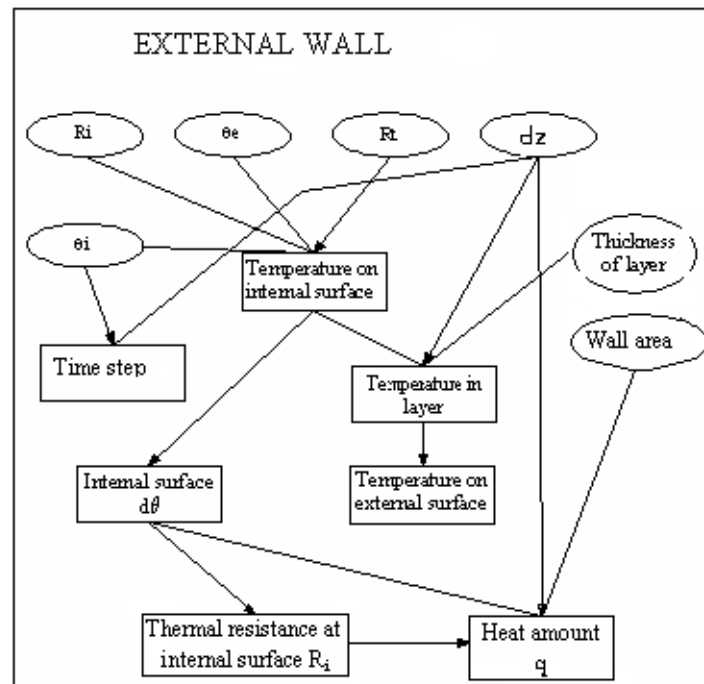 EXTERNAL WALL
Ri
θe
Rt
dz
θi
Temperature on
internal surface
Thickness
of layer
Time step
Temperature in
layer
Wall area
Internal surface
dθ
Temperature on
external surface
Thermal resistance at
internal surface Ri
Heat amount
q